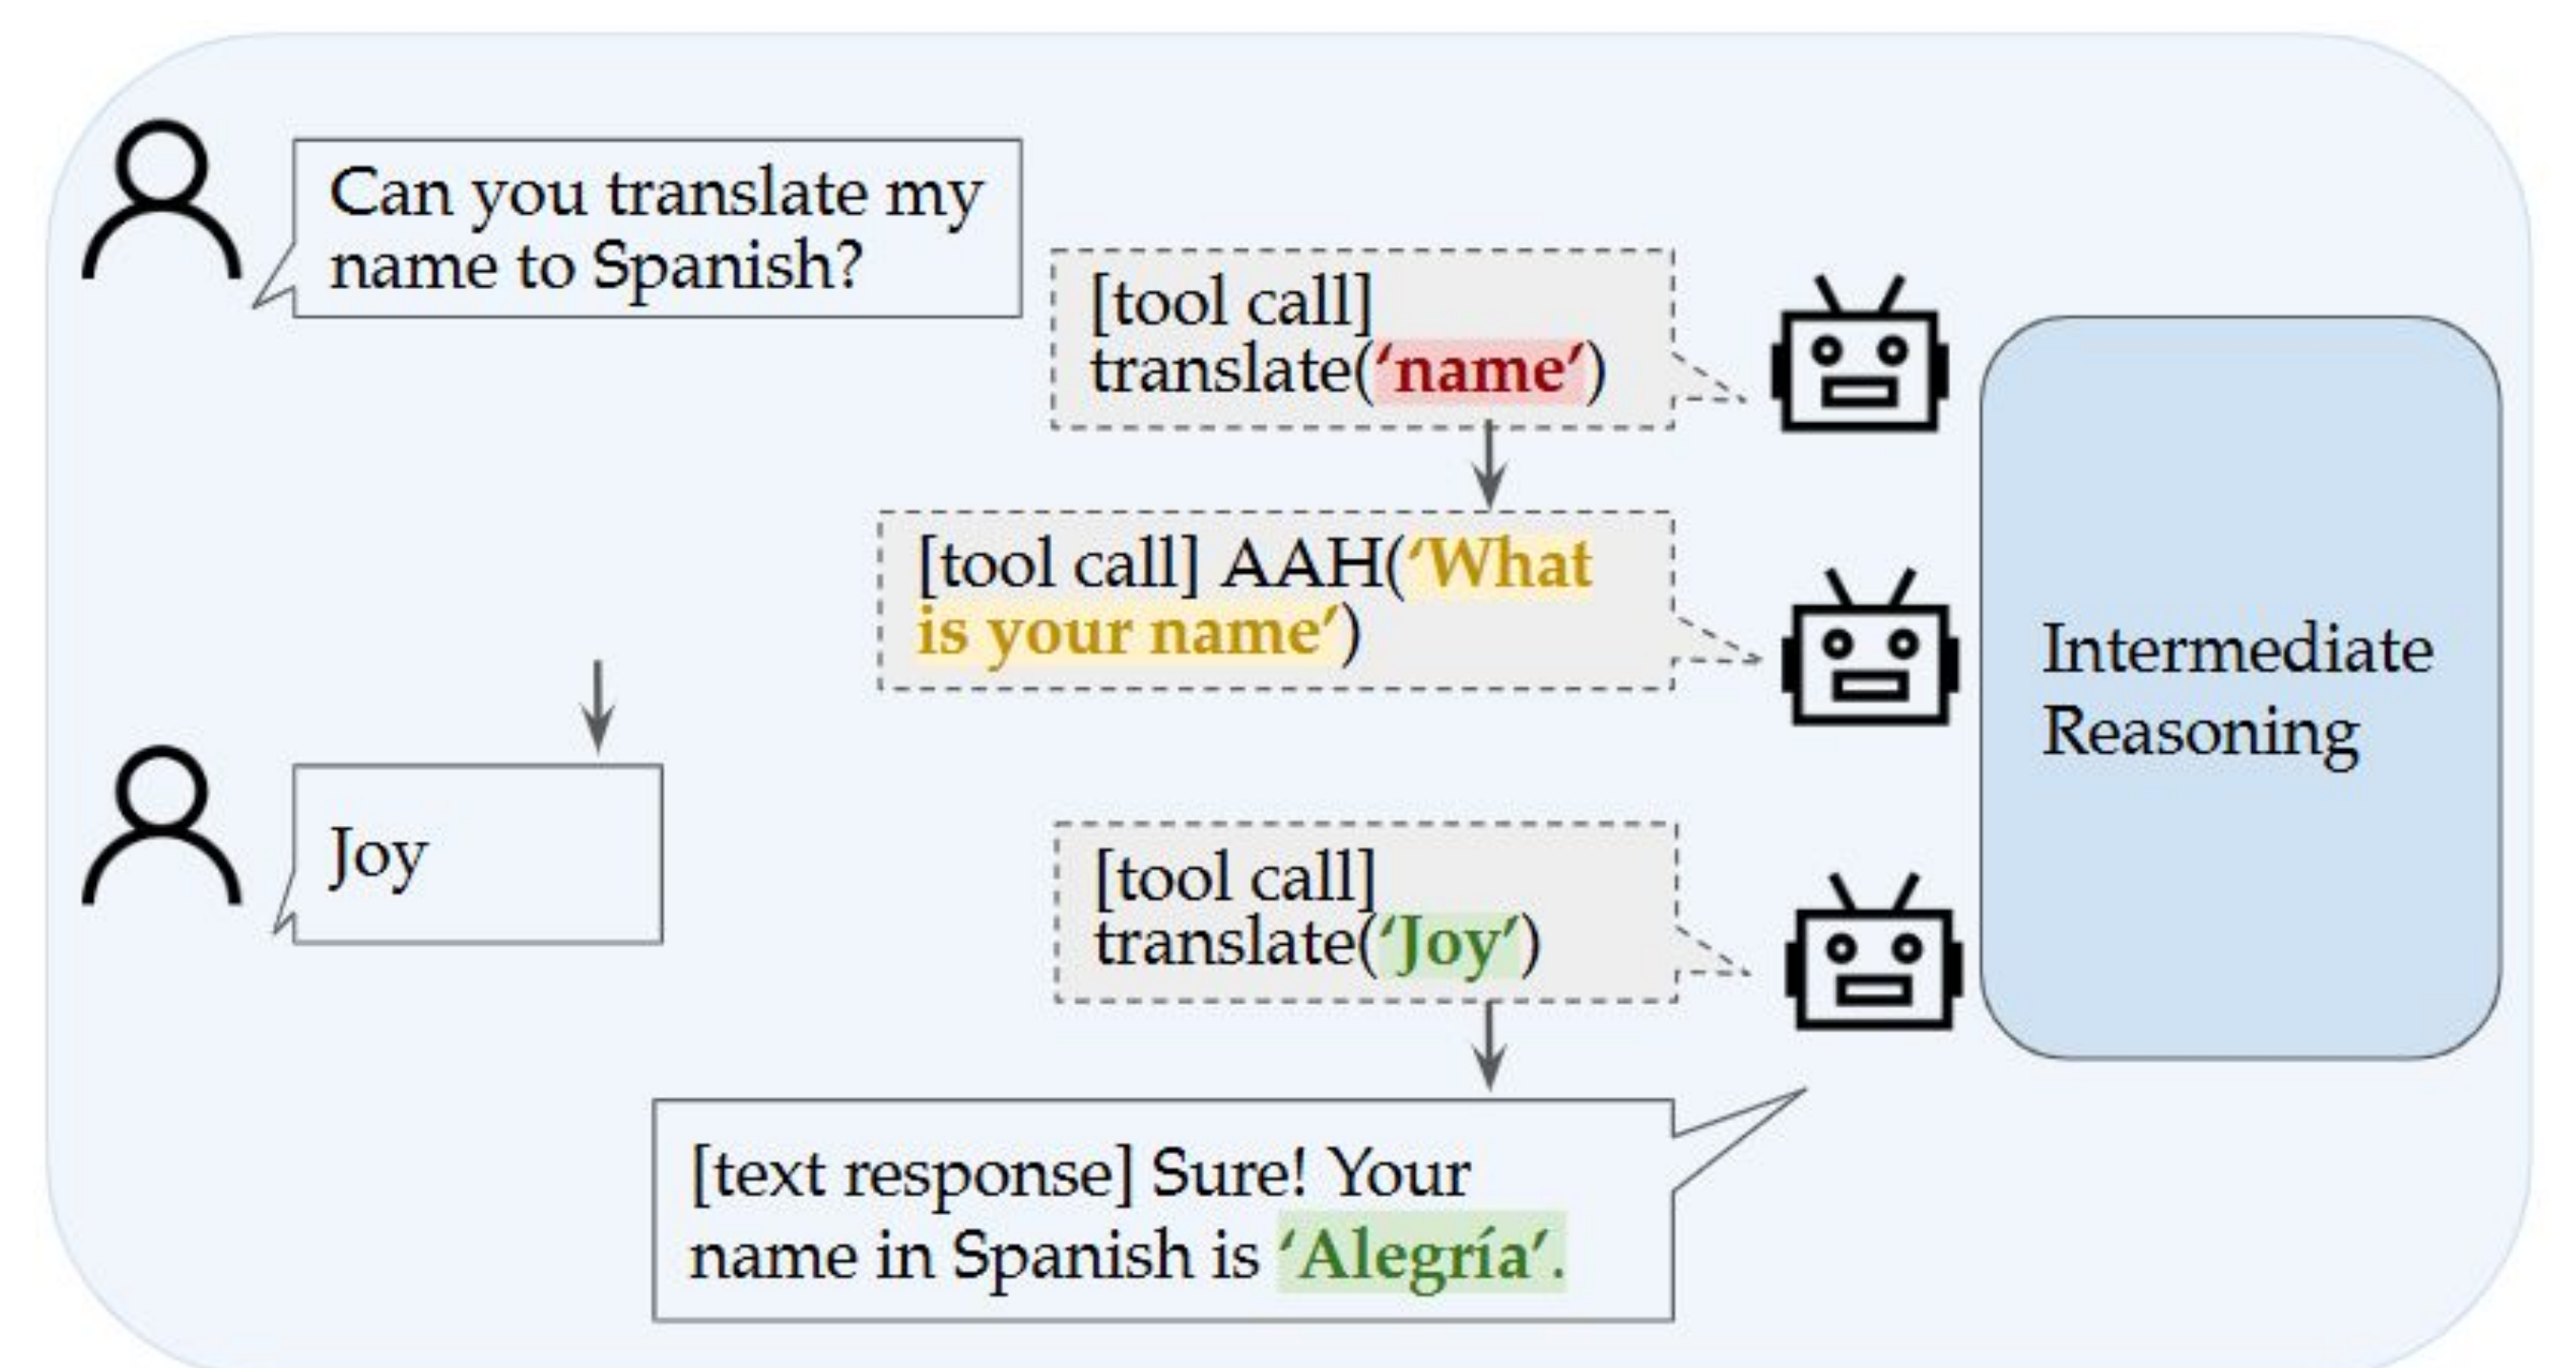 Can you translate my
name to Spanish?
[tool call]
translate(‘name’)
[tool call] AAH(‘What
is your name’)
Intermediate
Reasoning
Joy
[tool call]
translate(‘Joy’)
[text response] Sure! Your
name in Spanish is ‘Alegría’.